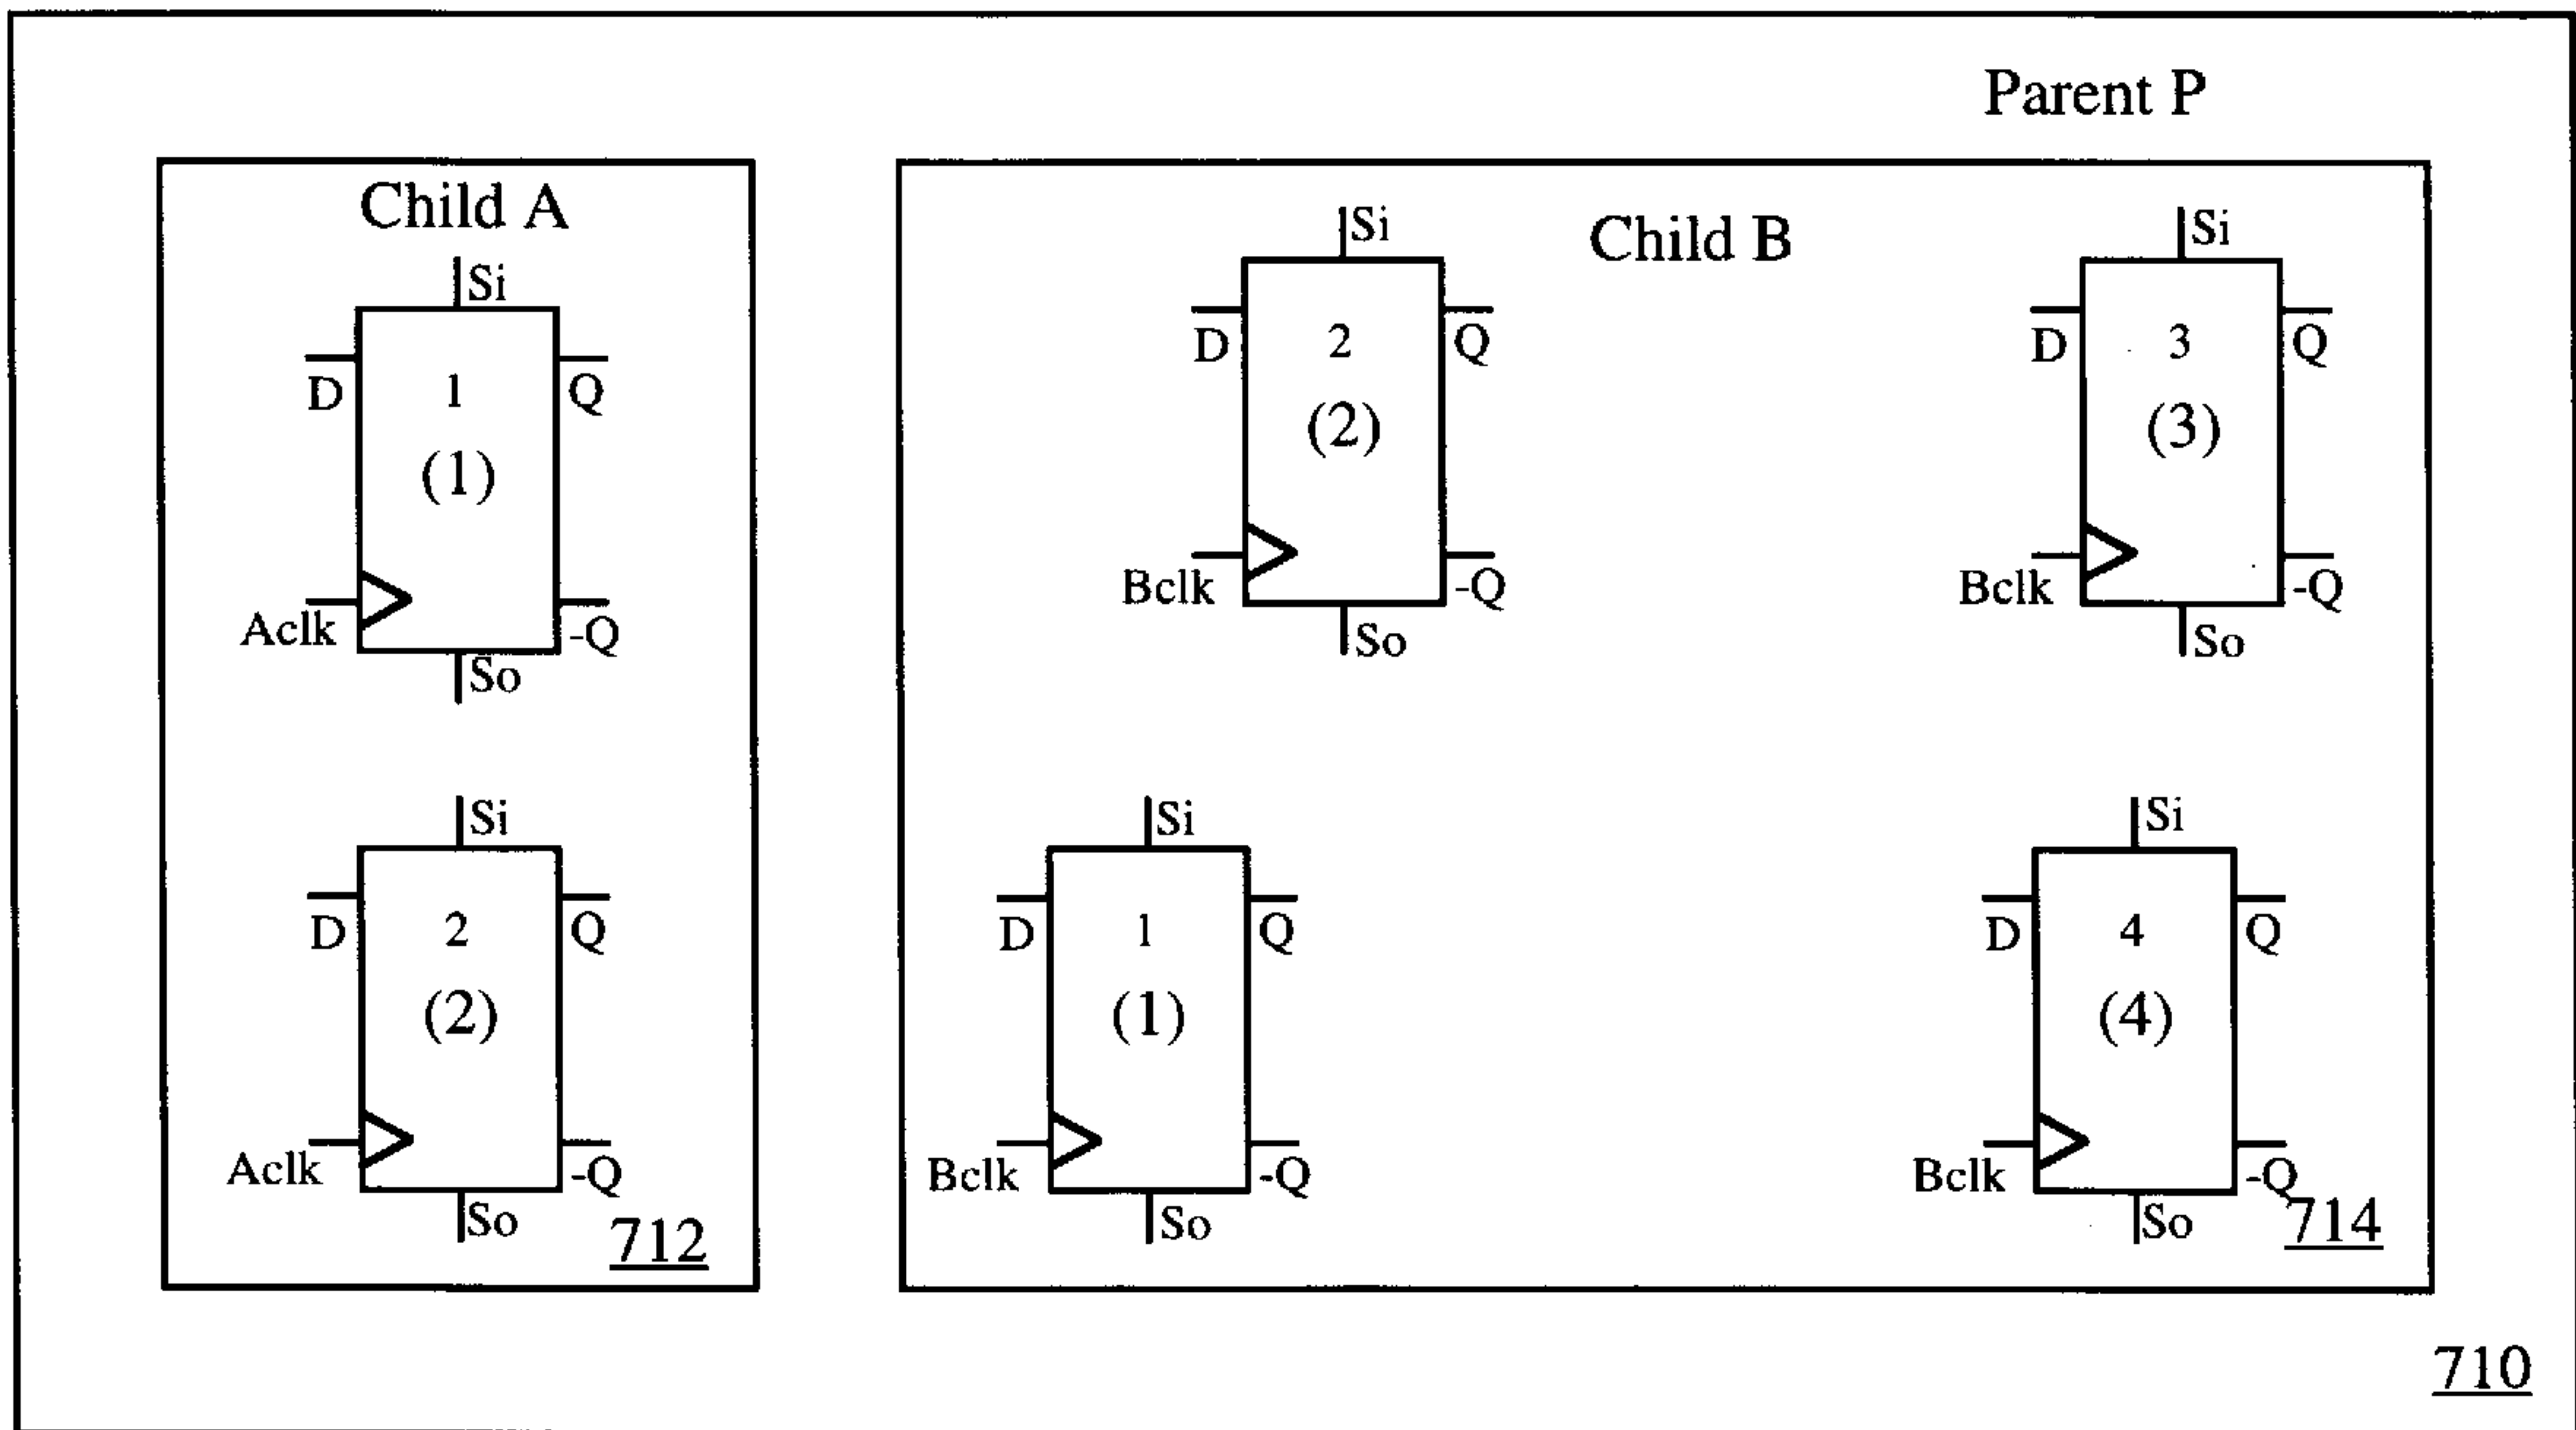 Parent P
Child A
Si
D
1
Q
(1)
Aclk
-Q
So
Si
D
2
Q
(2)
Aclk
-Q
So
712
Child B
Si
D
2
Q
(2)
Bclk
-Q
So
Si
D
3
Q
(3)
Bclk
-Q
So
Si
D
1
Q
(1)
Bclk
-Q
So
Si
D
4
Q
(4)
Bclk
-Q
So
714
710